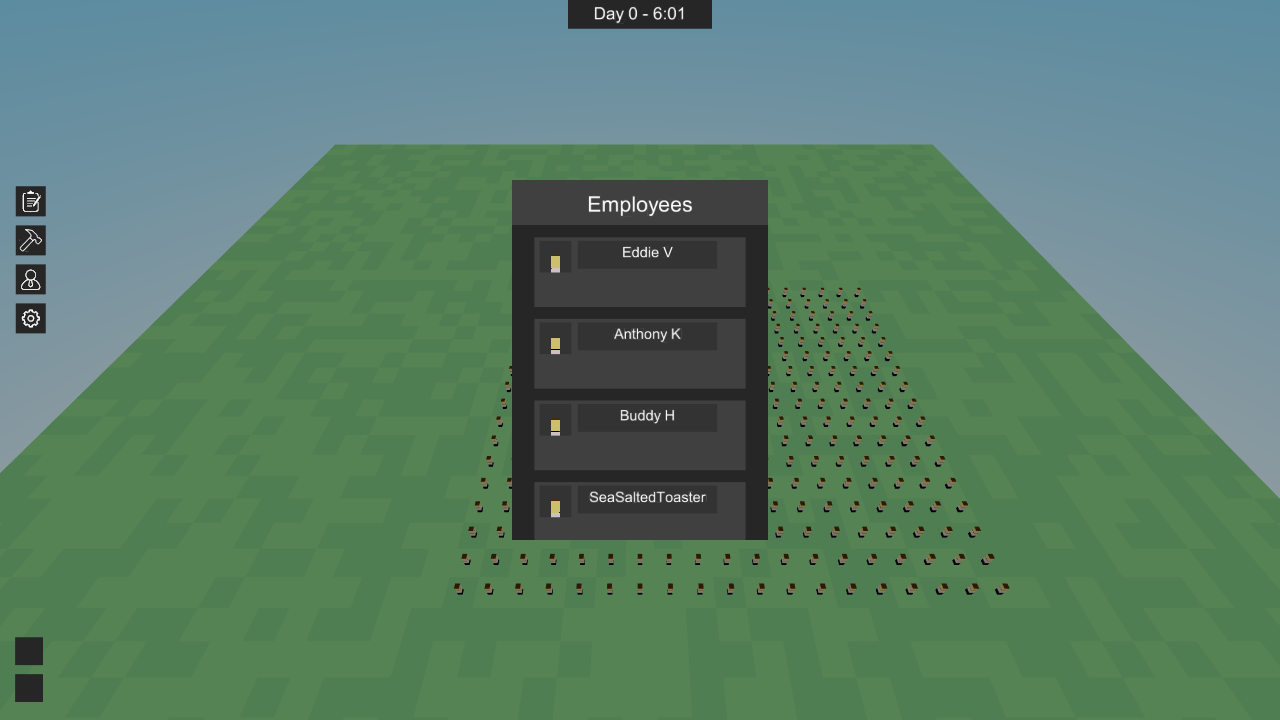 Day 0 - 6:01
Employees
Eddie V
Anthony K
Buddy H
SeaSaltedToaster